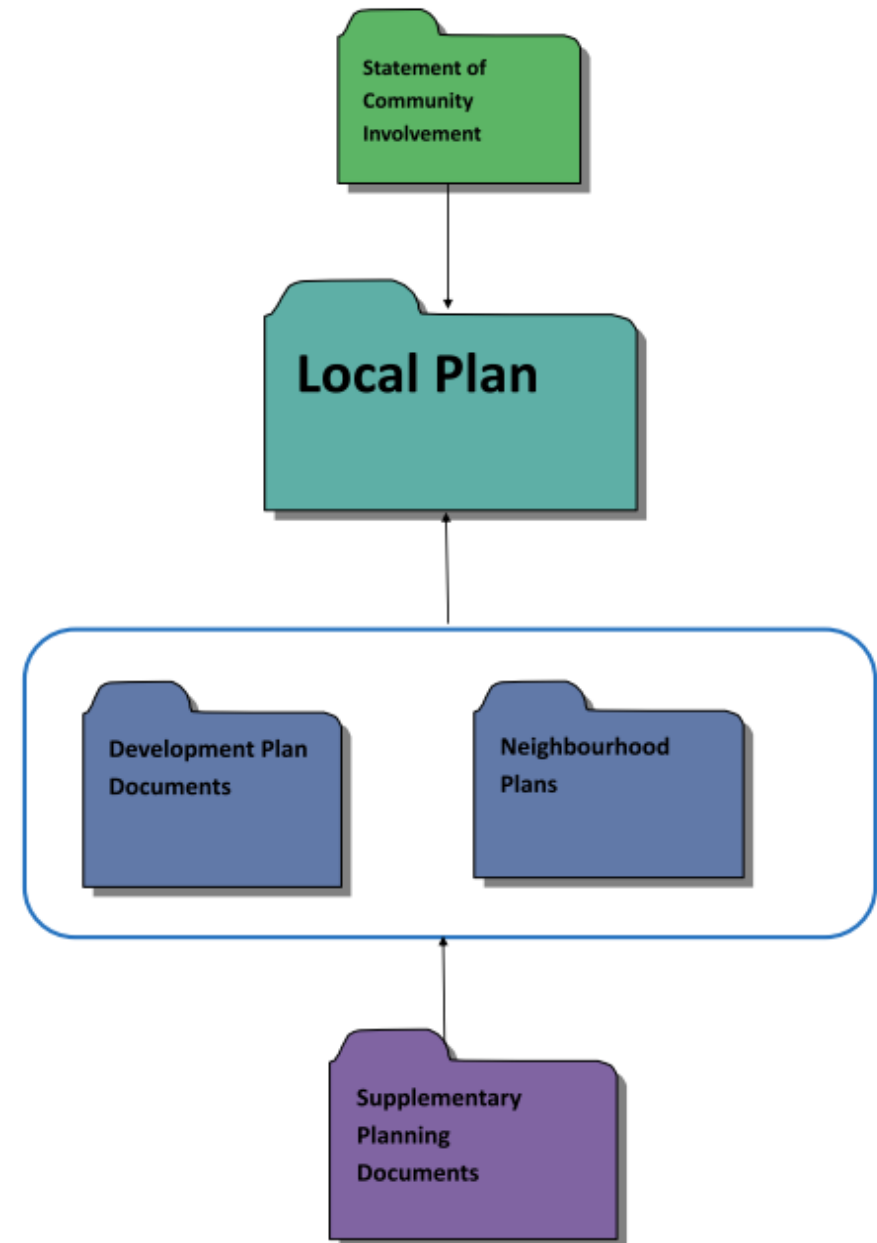 Statement of
Community
Involvement
Local Plan
Development Plan
Documents
Neighbourhood
Plans
Supplementary
Planning
Documents